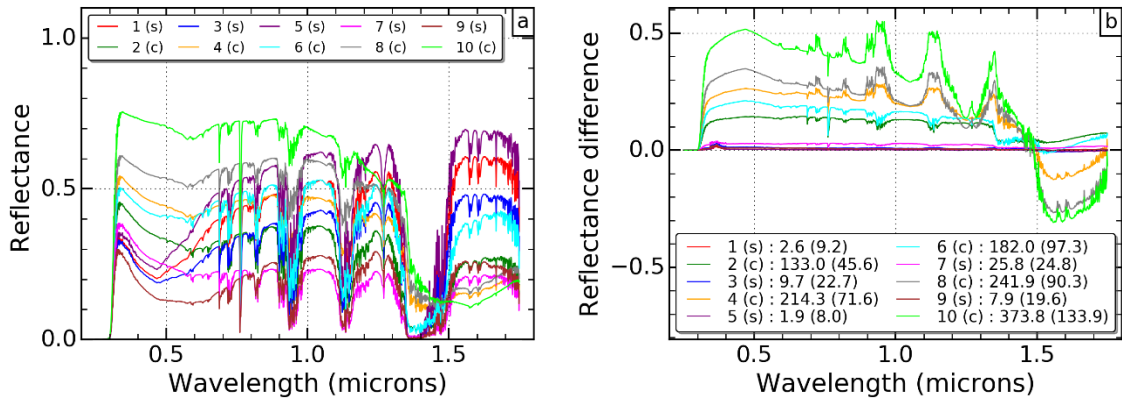 a
1 (s) 3 (s) 5 (s) 7 (s) 9 (s)
2 (c) 4 (c) 6 (c) 8 (c) 10 (c)
1.0
0.5
0.0
Reflectance
0.5 1.0 1.5
Wavelength (microns)
b
0.5
0.0
−0.5
Reflectance difference
1 (s) : 2.6 (9.2) 6 (c) : 182.0 (97.3)
2 (c) : 133.0 (45.6) 7 (s) : 25.8 (24.8)
3 (s) : 9.7 (22.7) 8 (c) : 241.9 (90.3)
4 (c) : 214.3 (71.6) 9 (s) : 7.9 (19.6)
5 (s) : 1.9 (8.0) 10 (c) : 373.8 (133.9)
0.5 1.0 1.5
Wavelength (microns)